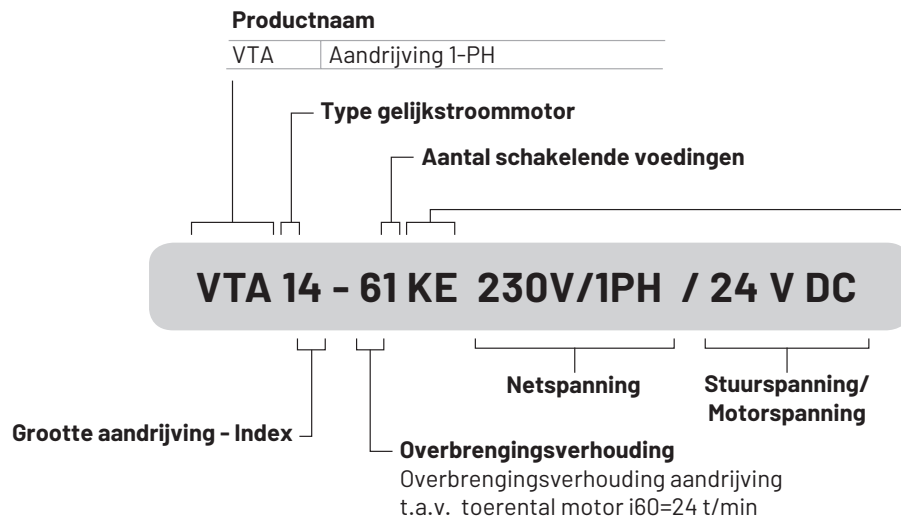 Productnaam
VTA Aandrijving 1-PH
Type gelijkstroommotor
Aantal schakelende voedingen
VTA 14 - 61 KE 230V/1PH / 24 V DC
Netspanning
Stuurspanning/
Motorspanning
Grootte aandrijving - Index
Overbrengingsverhouding
Overbrengingsverhouding aandrijving
t.a.v. toerental motor i60=24 t/min